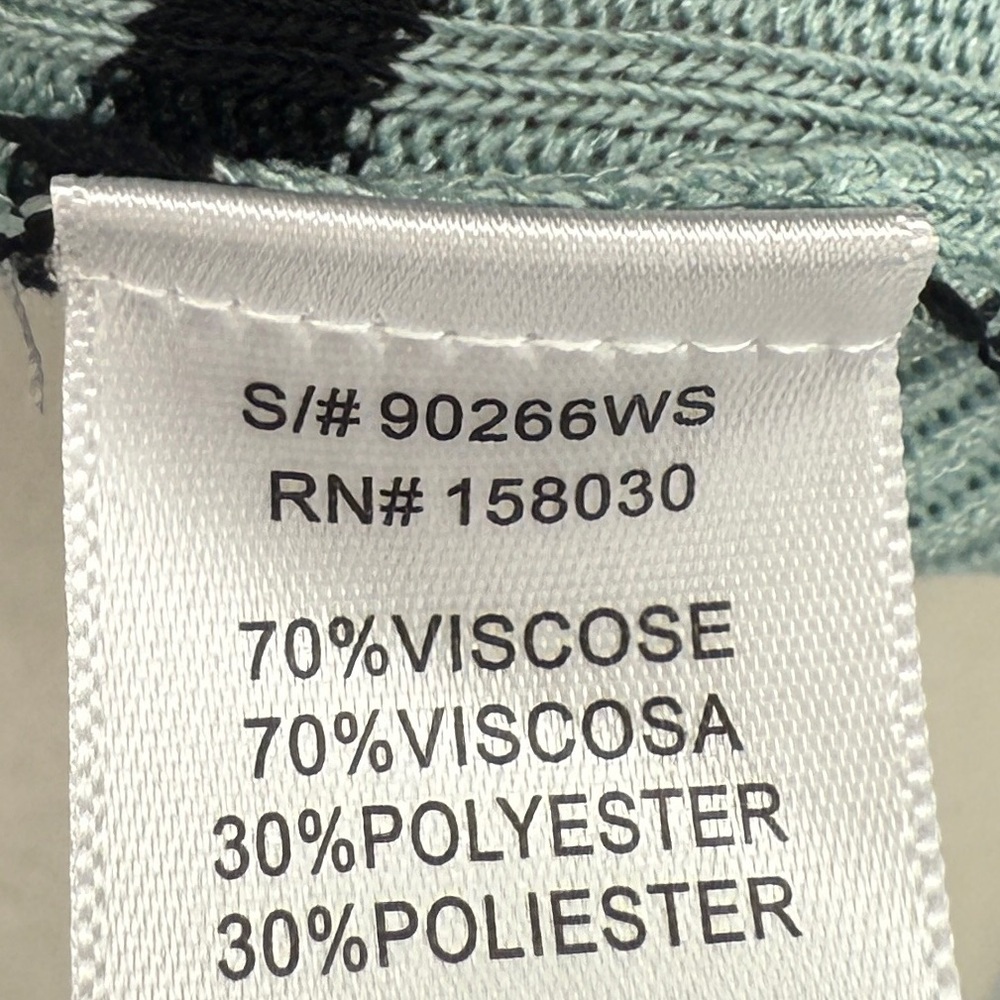 S/# 90266WS
RN# 158030
70%VISCOSE
70%VISCOSA
30%POLYESTER
30%POLIESTER